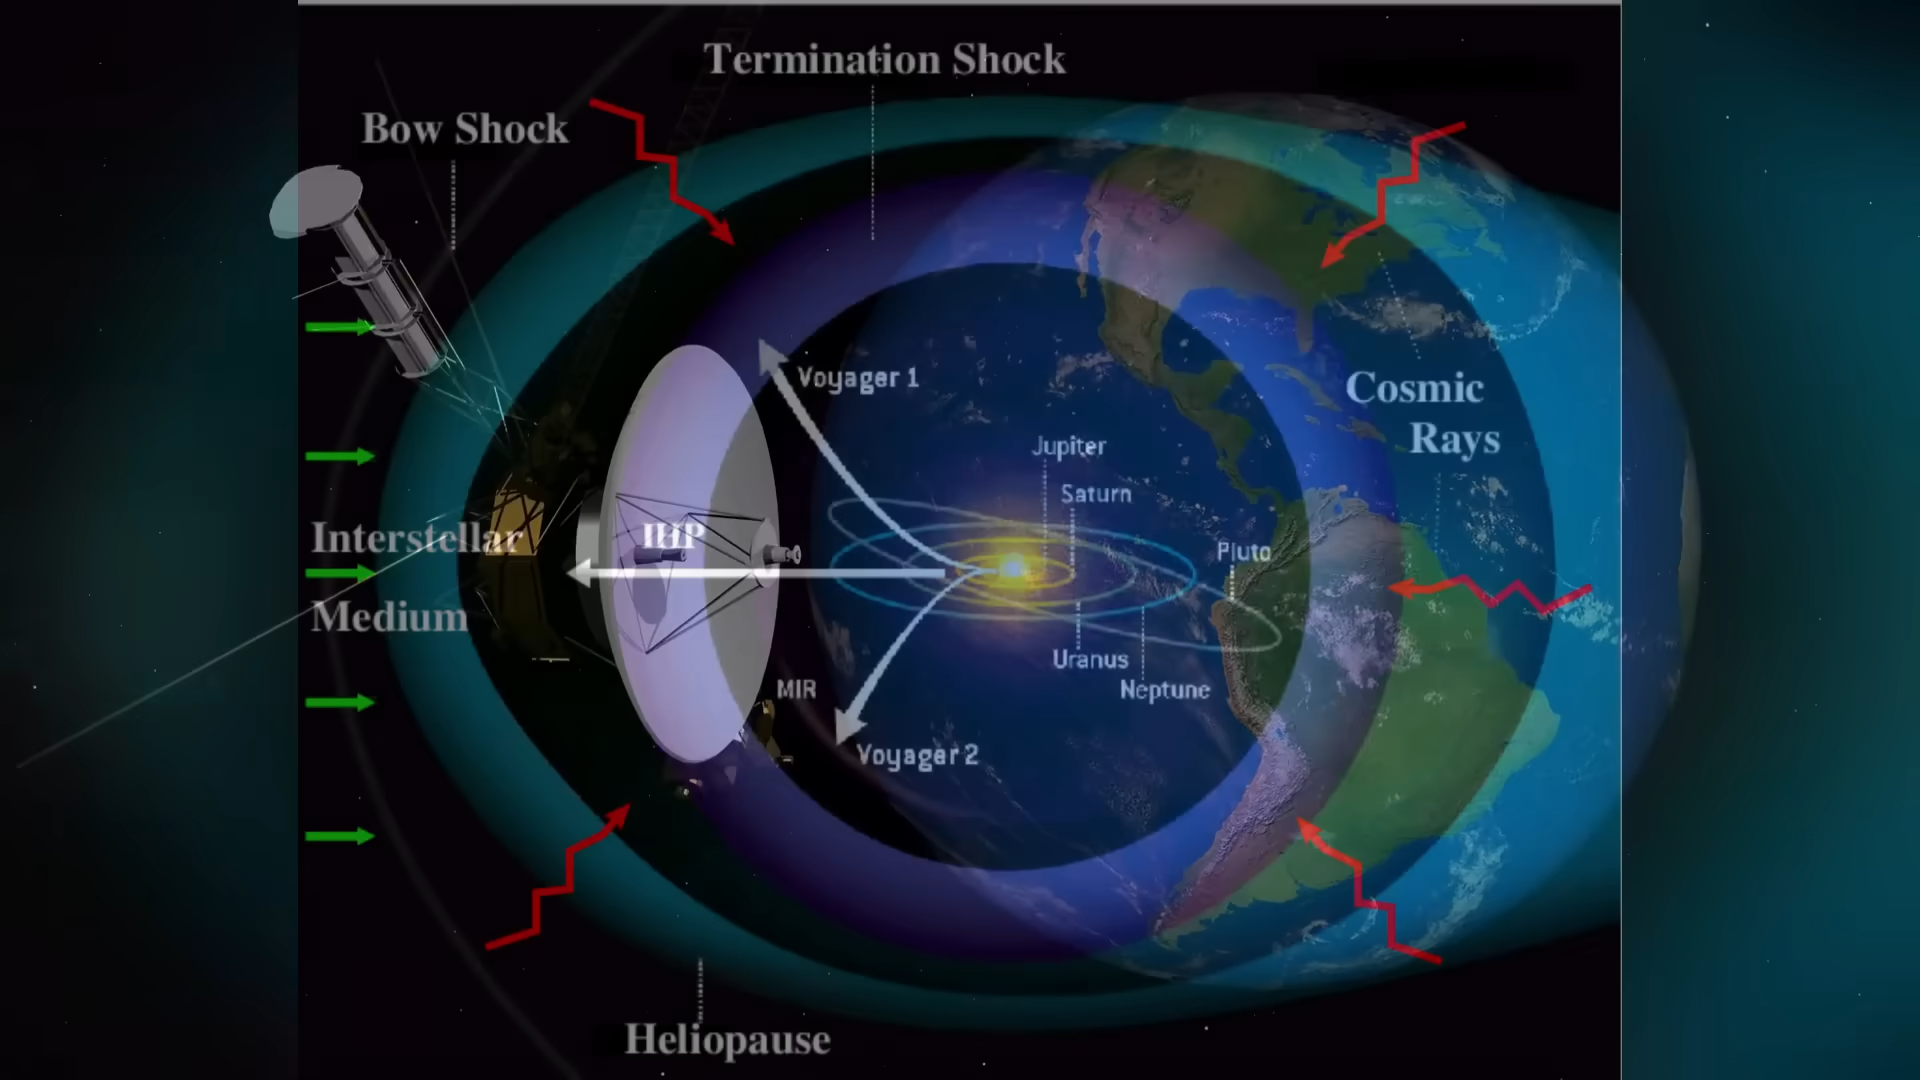 Termination Shock
Bow Shock
Voyager 1
Cosmic
Rays
Jupiter
Saturn
Interstellar
IHP
Pluto
Medium
Uranus
MIR
Neptune
Voyager 2
Heliopause